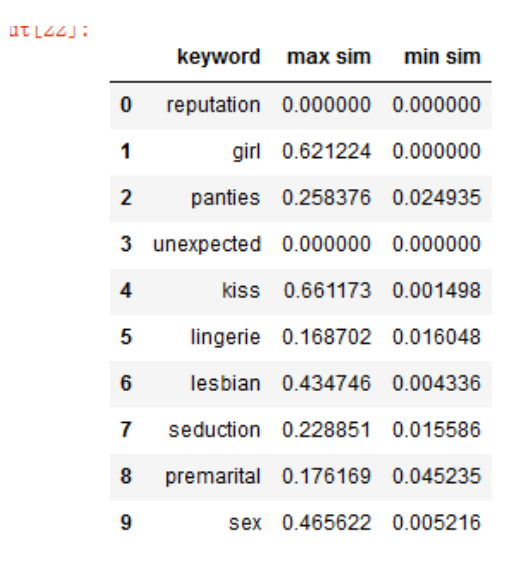 keyword max sim min sim
0 reputation 0.000000 0.000000
1 girl 0.621224 0.000000
2 panties 0.258376 0.024935
3 unexpected 0.000000 0.000000
4 kiss 0.661173 0.001498
5 lingerie 0.168702 0.016048
6 lesbian 0.434746 0.004336
7 seduction 0.228851 0.015586
8 premarital 0.176169 0.045235
9 sex 0.465622 0.005216